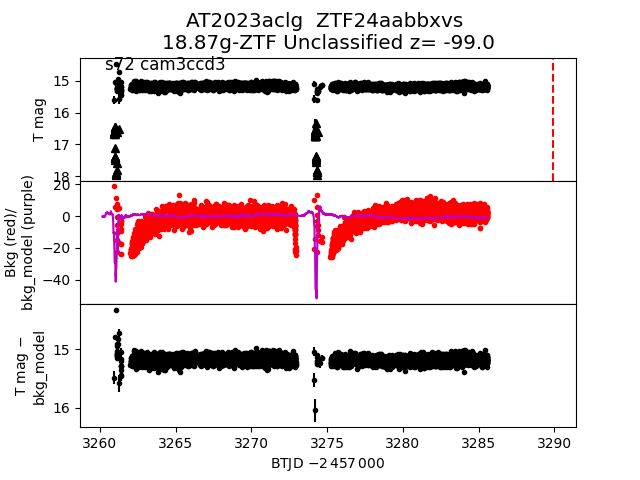 AT2023aclg  ZTF24aabbxvs
18.87g-ZTF Unclassified z= -99.0
s72 cam3ccd3
T mag
15
16
17
18
Bkg (red)/
bkg_model (purple)
20
0
−20
−40
T mag −
bkg_model
15
16
3260 3265 3270 3275 3280 3285 3290
BTJD −2 457 000